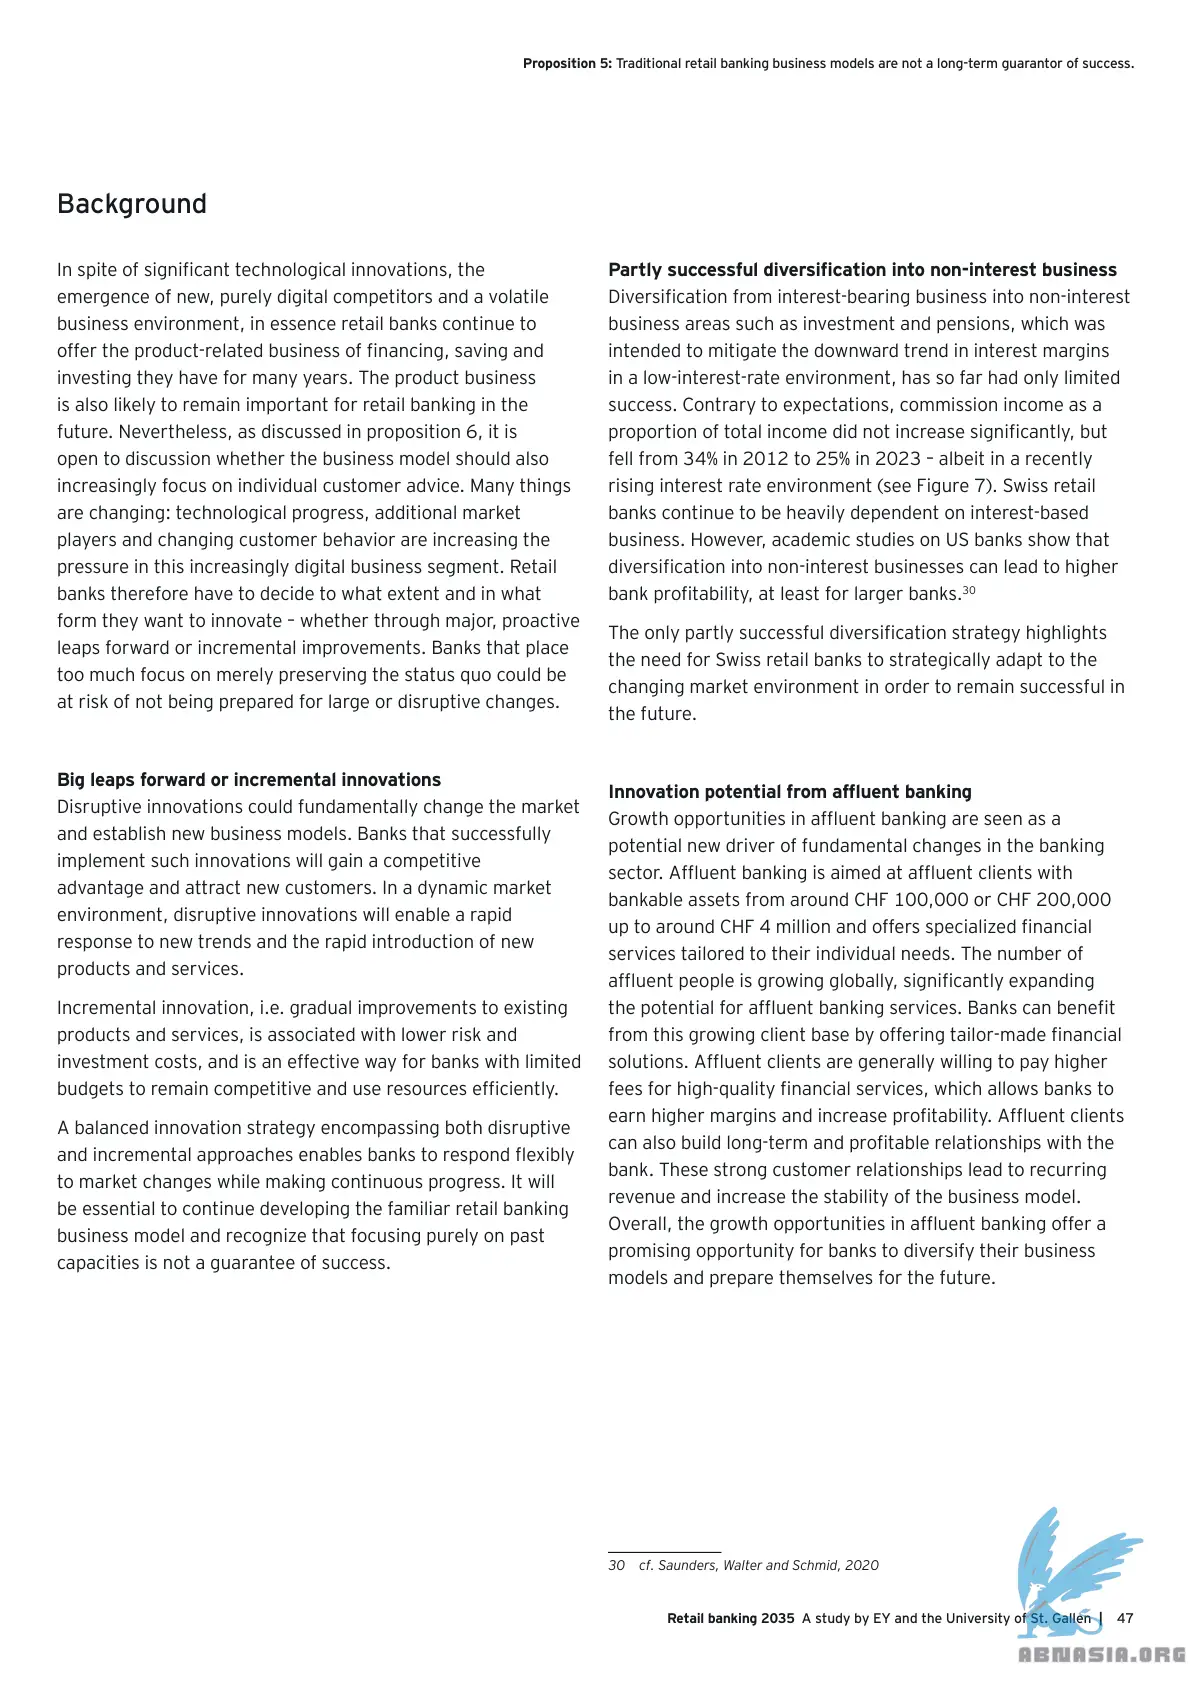 Proposition 5: Traditional retail banking business models are not a long-term guarantor of success.
Background
In spite of significant technological innovations, the
emergence of new, purely digital competitors and a volatile
business environment, in essence retail banks continue to
offer the product-related business of financing, saving and
investing they have for many years. The product business
is also likely to remain important for retail banking in the
future. Nevertheless, as discussed in proposition 6, it is
open to discussion whether the business model should also
increasingly focus on individual customer advice. Many things
are changing: technological progress, additional market
players and changing customer behavior are increasing the
pressure in this increasingly digital business segment. Retail
banks therefore have to decide to what extent and in what
form they want to innovate – whether through major, proactive
leaps forward or incremental improvements. Banks that place
too much focus on merely preserving the status quo could be
at risk of not being prepared for large or disruptive changes.
Big leaps forward or incremental innovations
Disruptive innovations could fundamentally change the market
and establish new business models. Banks that successfully
implement such innovations will gain a competitive
advantage and attract new customers. In a dynamic market
environment, disruptive innovations will enable a rapid
response to new trends and the rapid introduction of new
products and services.
Incremental innovation, i.e. gradual improvements to existing
products and services, is associated with lower risk and
investment costs, and is an effective way for banks with limited
budgets to remain competitive and use resources efficiently.
A balanced innovation strategy encompassing both disruptive
and incremental approaches enables banks to respond flexibly
to market changes while making continuous progress. It will
be essential to continue developing the familiar retail banking
business model and recognize that focusing purely on past
capacities is not a guarantee of success.
Partly successful diversification into non-interest business
Diversification from interest-bearing business into non-interest
business areas such as investment and pensions, which was
intended to mitigate the downward trend in interest margins
in a low-interest-rate environment, has so far had only limited
success. Contrary to expectations, commission income as a
proportion of total income did not increase significantly, but
fell from 34% in 2012 to 25% in 2023 – albeit in a recently
rising interest rate environment (see Figure 7). Swiss retail
banks continue to be heavily dependent on interest-based
business. However, academic studies on US banks show that
diversification into non-interest businesses can lead to higher
bank profitability, at least for larger banks.30
The only partly successful diversification strategy highlights
the need for Swiss retail banks to strategically adapt to the
changing market environment in order to remain successful in
the future.
Innovation potential from affluent banking
Growth opportunities in affluent banking are seen as a
potential new driver of fundamental changes in the banking
sector. Affluent banking is aimed at affluent clients with
bankable assets from around CHF 100,000 or CHF 200,000
up to around CHF 4 million and offers specialized financial
services tailored to their individual needs. The number of
affluent people is growing globally, significantly expanding
the potential for affluent banking services. Banks can benefit
from this growing client base by offering tailor-made financial
solutions. Affluent clients are generally willing to pay higher
fees for high-quality financial services, which allows banks to
earn higher margins and increase profitability. Affluent clients
can also build long-term and profitable relationships with the
bank. These strong customer relationships lead to recurring
revenue and increase the stability of the business model.
Overall, the growth opportunities in affluent banking offer a
promising opportunity for banks to diversify their business
models and prepare themselves for the future.
30 cf. Saunders, Walter and Schmid, 2020
Retail banking 2035 A study by EY and the University of St. Gallen | 47
ABNASIA.ORG